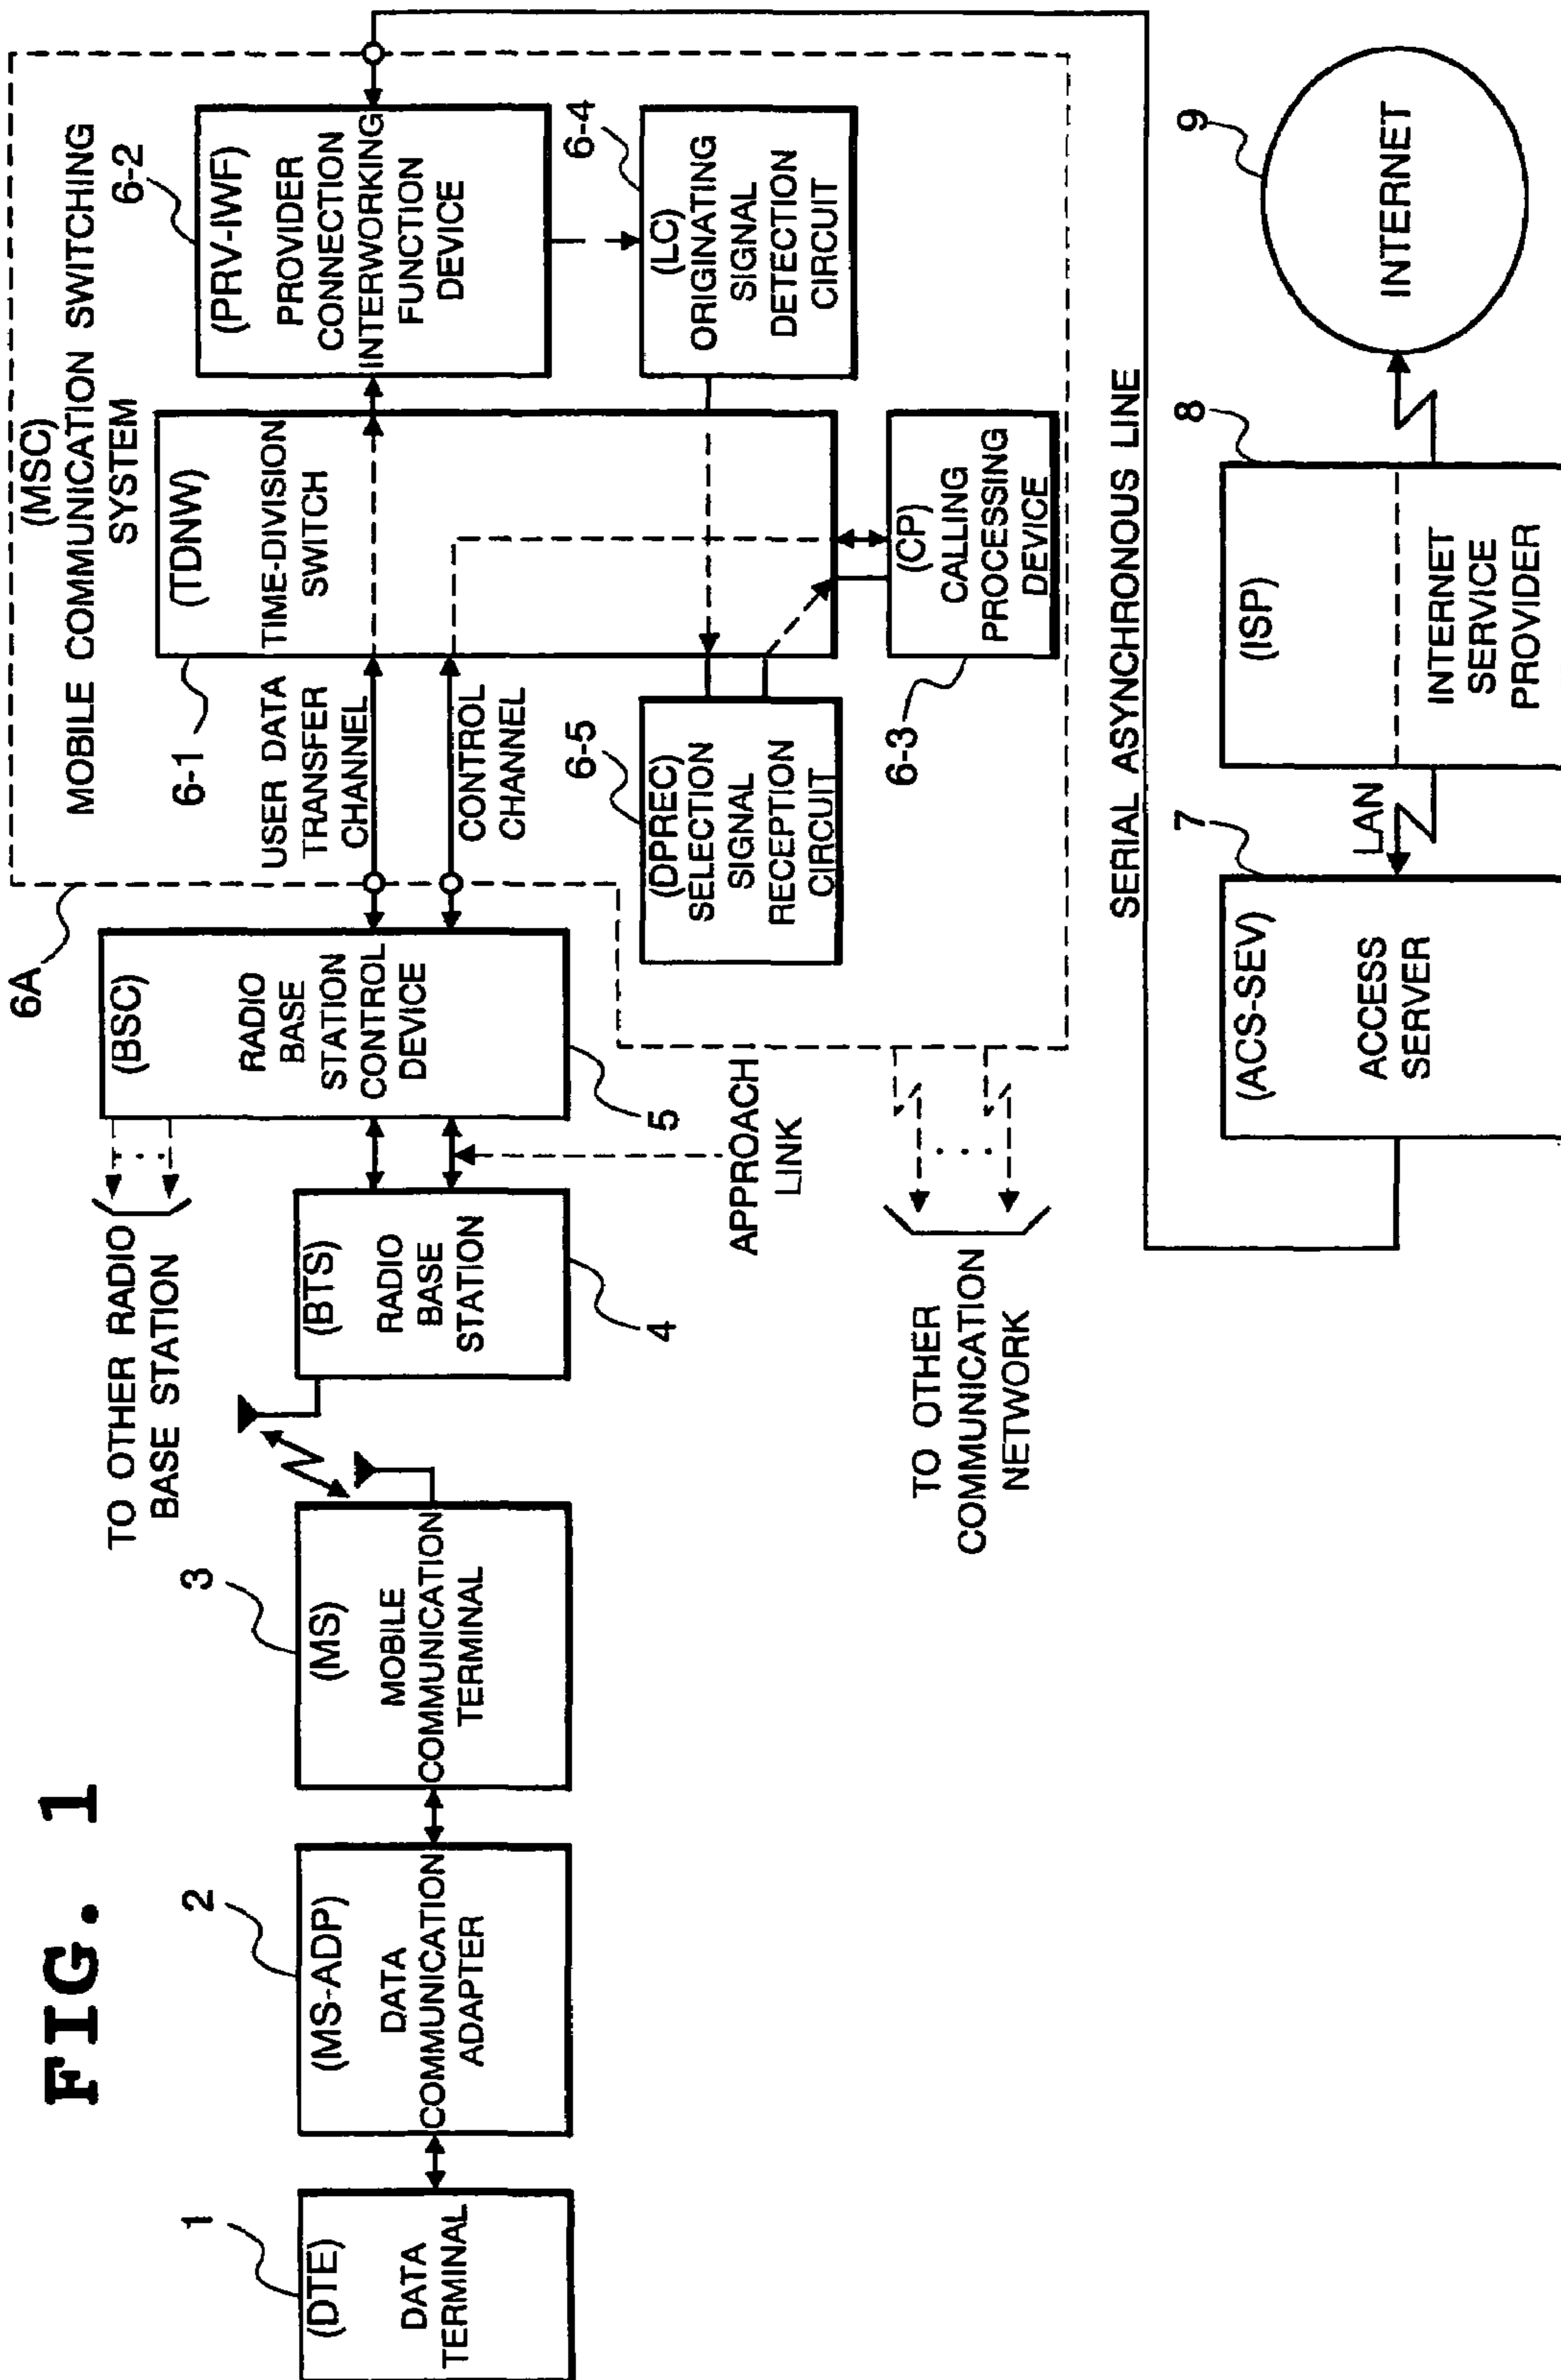 FIG. 1
1
(DTE)
DATA
TERMINAL
2
(MS-ADP)
DATA
COMMUNICATION
ADAPTER
3
(MS)
MOBILE
COMMUNICATION
TERMINAL
TO OTHER RADIO
BASE STATION
(BTS)
RADIO
BASE
STATION
4
APPROACH
LINK
(BSC)
RADIO
BASE
STATION
CONTROL
DEVICE
5
6A
(MSC)
MOBILE COMMUNICATION SWITCHING
SYSTEM
6-1
USER DATA
TRANSFER
CHANNEL
CONTROL
CHANNEL
(TDNW)
TIME-DIVISION
SWITCH
6-2
(PRV-IWF)
PROVIDER
CONNECTION
INTERWORKING
FUNCTION
DEVICE
6-4
(LC)
ORIGINATING
SIGNAL
DETECTION
CIRCUIT
6-5
(DPREC)
SELECTION
SIGNAL
RECEPTION
CIRCUIT
6-3
(CP)
CALLING
PROCESSING
DEVICE
TO OTHER
COMMUNICATION
NETWORK
SERIAL ASYNCHRONOUS LINE
7
(ACS-SEV)
ACCESS
SERVER
LAN
8
(ISP)
INTERNET
SERVICE
PROVIDER
9
INTERNET